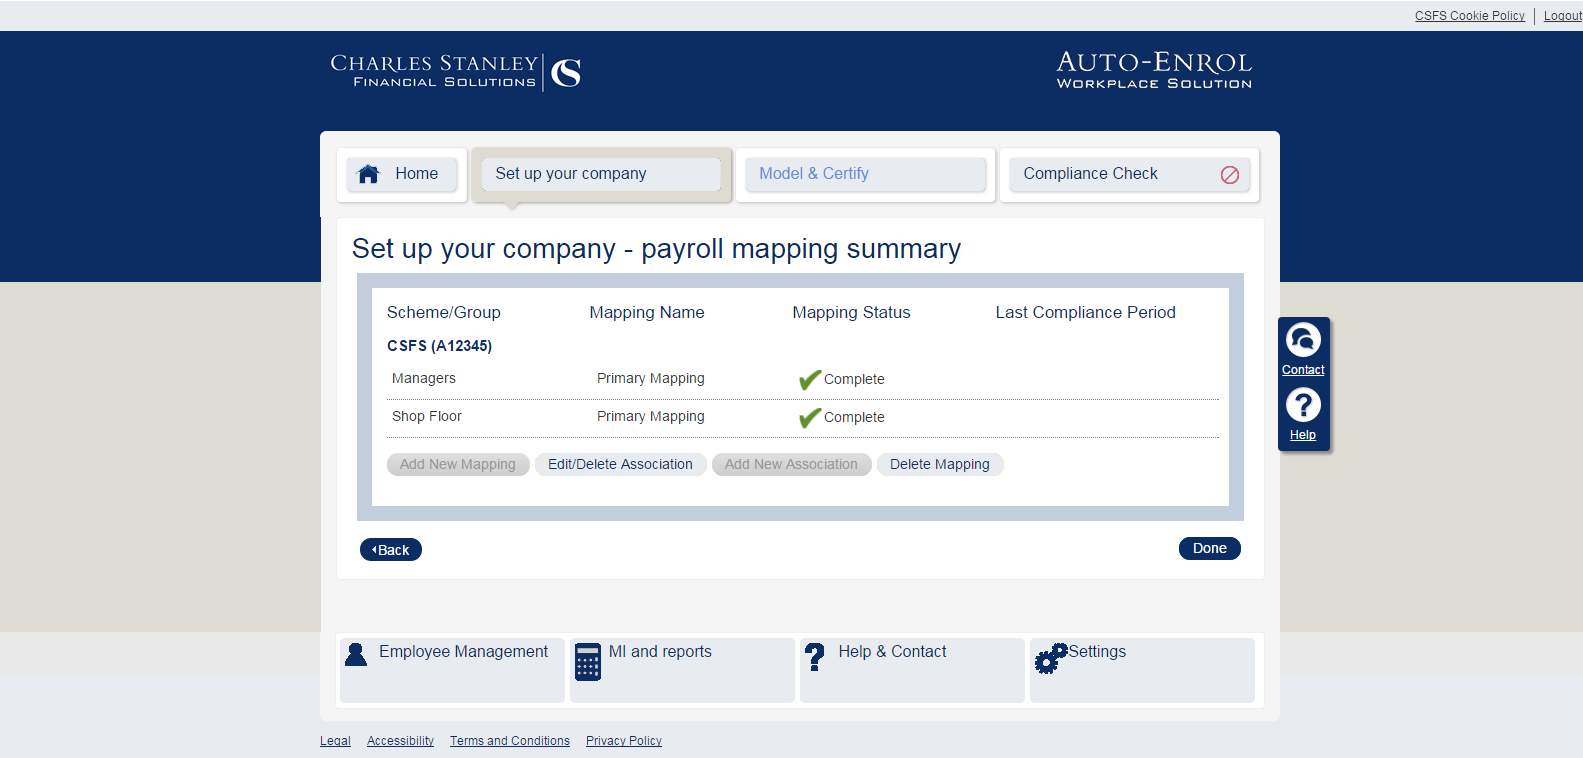 CSFS Cookie Policy Logout
CHARLES STANLEY
FINANCIAL SOLUTIONS
AUTO-ENROL
WORKPLACE SOLUTION
Home
Set up your company
Model & Certify
Compliance Check
Set up your company - payroll mapping summary
Scheme/Group Mapping Name Mapping Status Last Compliance Period
CSFS (A12345)
Managers Primary Mapping Complete
Shop Floor Primary Mapping Complete
Add New Mapping Edit/Delete Association Add New Association Delete Mapping
Contact
Help
Back Done
Employee Management MI and reports Help & Contact Settings
Legal Accessibility Terms and Conditions Privacy Policy